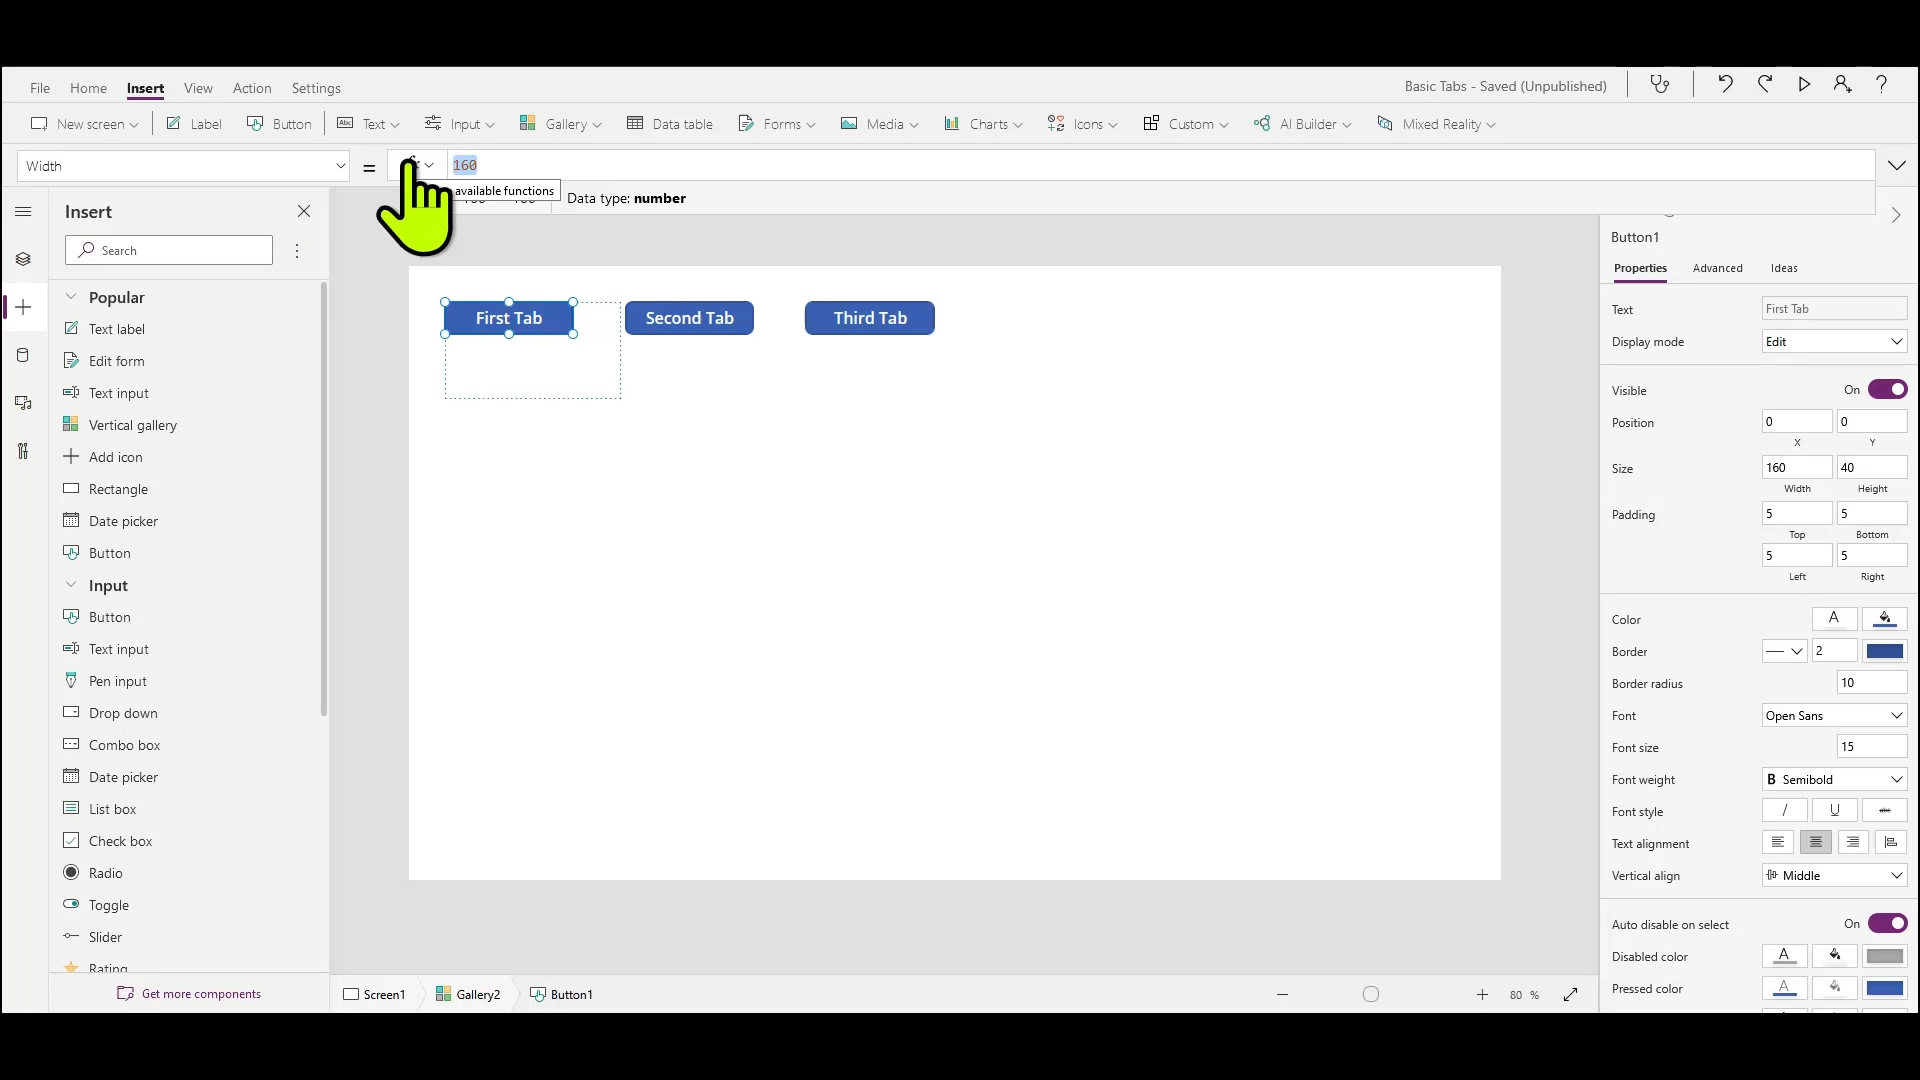 File Home Insert View Action Settings
Basic Tabs - Saved (Unpublished)
New screen Label Button Text Input Gallery Data table Forms Media Charts Icons Custom AI Builder Mixed Reality
Width = 160
available functions
Data type: number
Insert
Search
Popular
Text label
Edit form
Text input
Vertical gallery
Add icon
Rectangle
Date picker
Button
Input
Button
Text input
Pen input
Drop down
Combo box
Date picker
List box
Check box
Radio
Toggle
Slider
Rating
Get more components
First Tab Second Tab Third Tab
Screen1 Gallery2 Button1
80 %
Button1
Properties Advanced Ideas
Text First Tab
Display mode Edit
Visible On
Position 0 0
X Y
Size 160 40
Width Height
Padding 5 5
Top Bottom
5 5
Left Right
Color
Border 2
Border radius 10
Font Open Sans
Font size 15
Font weight B Semibold
Font style
Text alignment
Vertical align Middle
Auto disable on select On
Disabled color
Pressed color